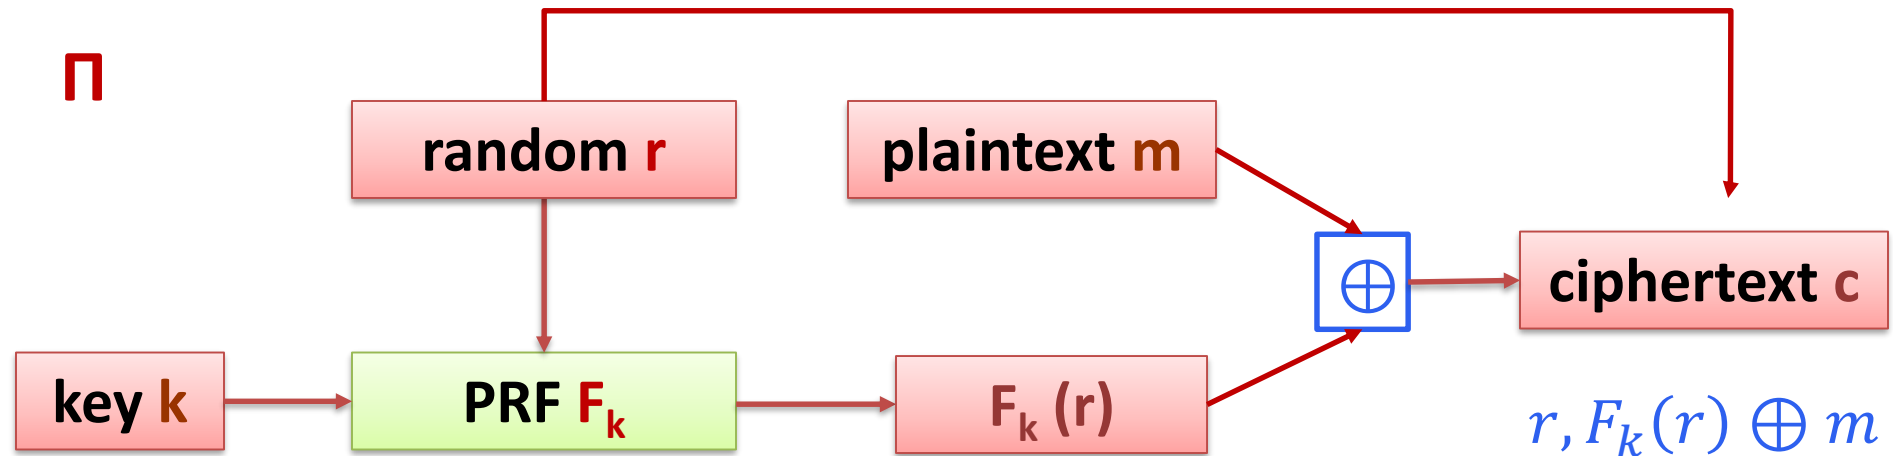 Π
random r
plaintext m
⊕
ciphertext c
key k
PRF Fₖ
Fₖ (r)
r, Fₖ(r) ⊕ m